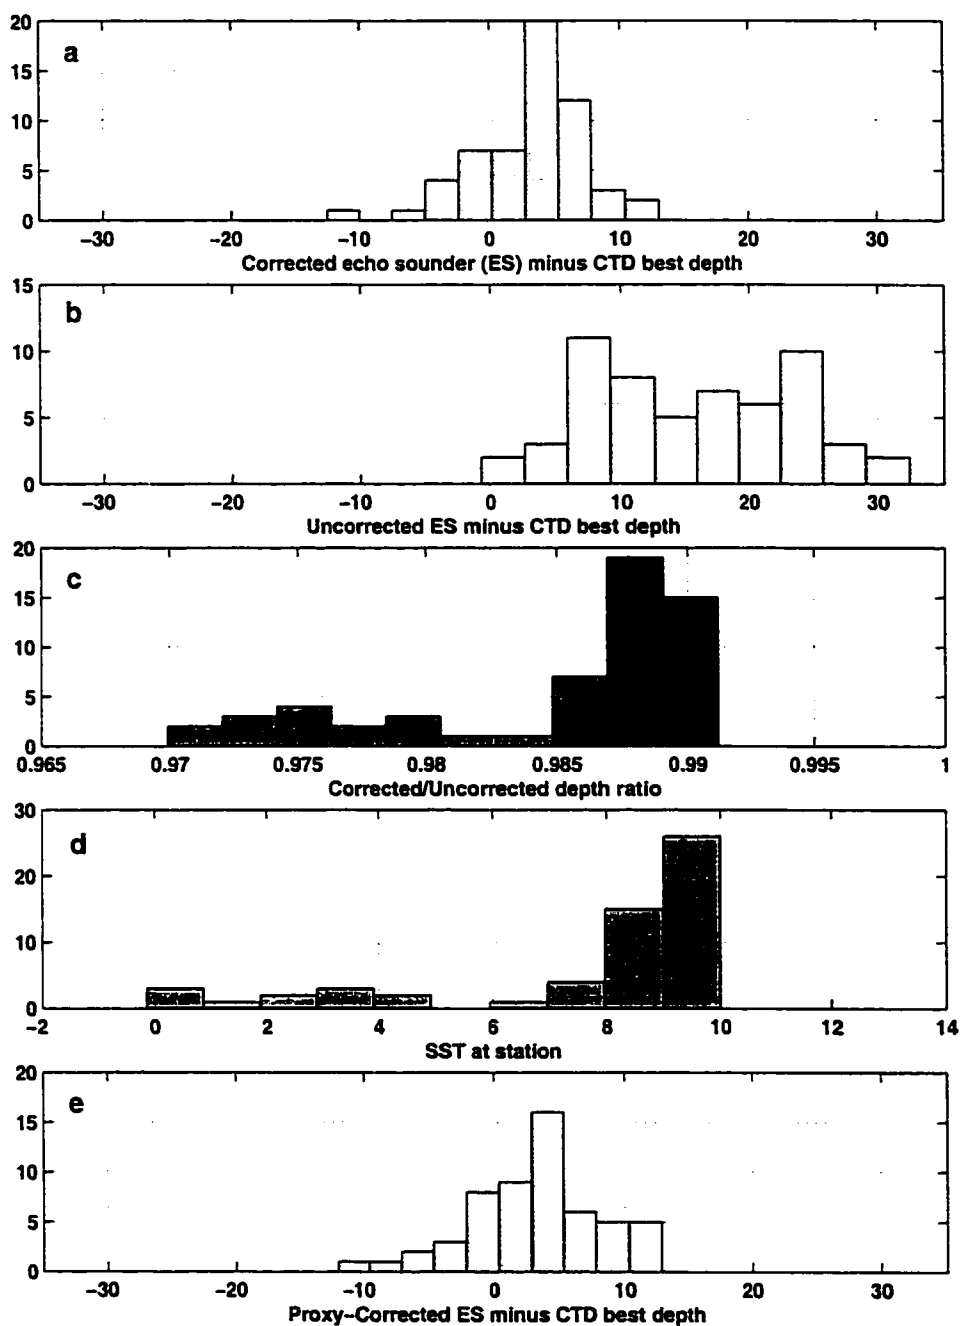 20
a
15
10
5
0
−30 −20 −10 0 10 20 30
Corrected echo sounder (ES) minus CTD best depth
15
b
10
5
0
−30 −20 −10 0 10 20 30
Uncorrected ES minus CTD best depth
20
c
15
10
5
0
0.965 0.97 0.975 0.98 0.985 0.99 0.995 1
Corrected/Uncorrected depth ratio
30
d
20
10
0
−2 0 2 4 6 8 10 12 14
SST at station
20
e
15
10
5
0
−30 −20 −10 0 10 20 30
Proxy−Corrected ES minus CTD best depth